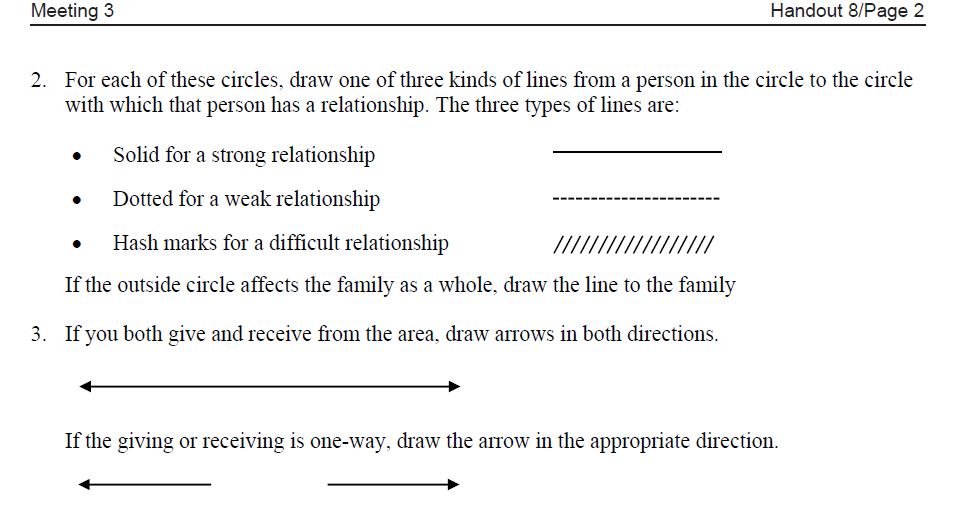 Meeting 3 Handout 8/Page 2
2. For each of these circles, draw one of three kinds of lines from a person in the circle to the circle
with which that person has a relationship. The three types of lines are:
• Solid for a strong relationship
• Dotted for a weak relationship
• Hash marks for a difficult relationship //////////////////
If the outside circle affects the family as a whole, draw the line to the family
3. If you both give and receive from the area, draw arrows in both directions.
If the giving or receiving is one-way, draw the arrow in the appropriate direction.